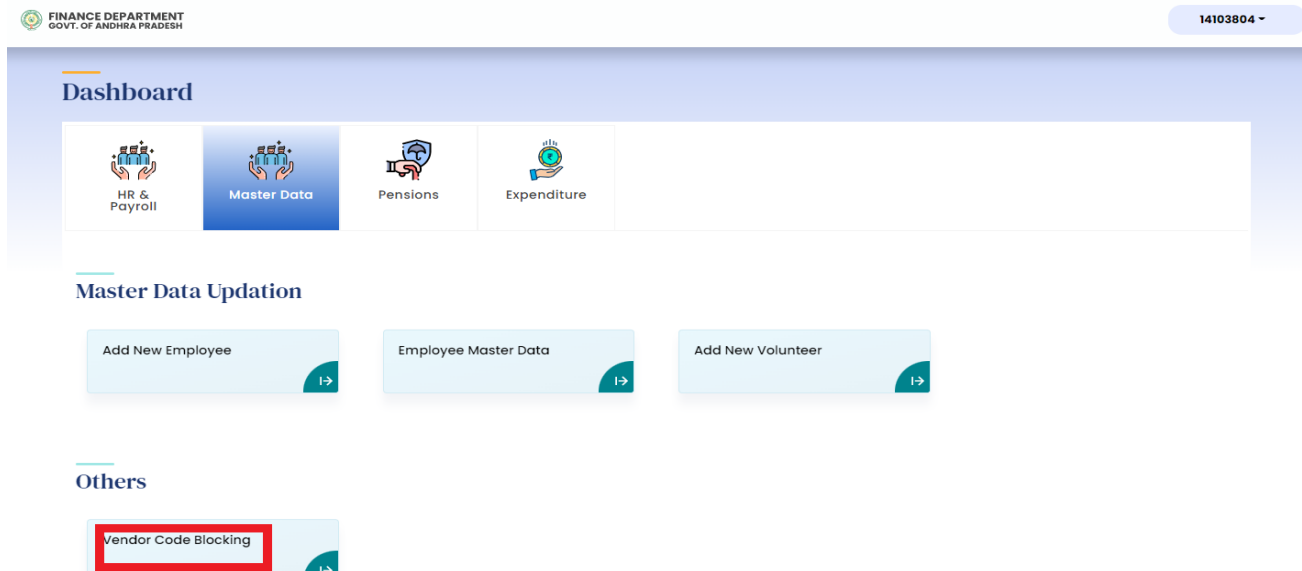 FINANCE DEPARTMENT
GOVT. OF ANDHRA PRADESH
14103804
Dashboard
HR &
Payroll
Master Data
Pensions
Expenditure
Master Data Updation
Add New Employee
Employee Master Data
Add New Volunteer
Others
Vendor Code Blocking